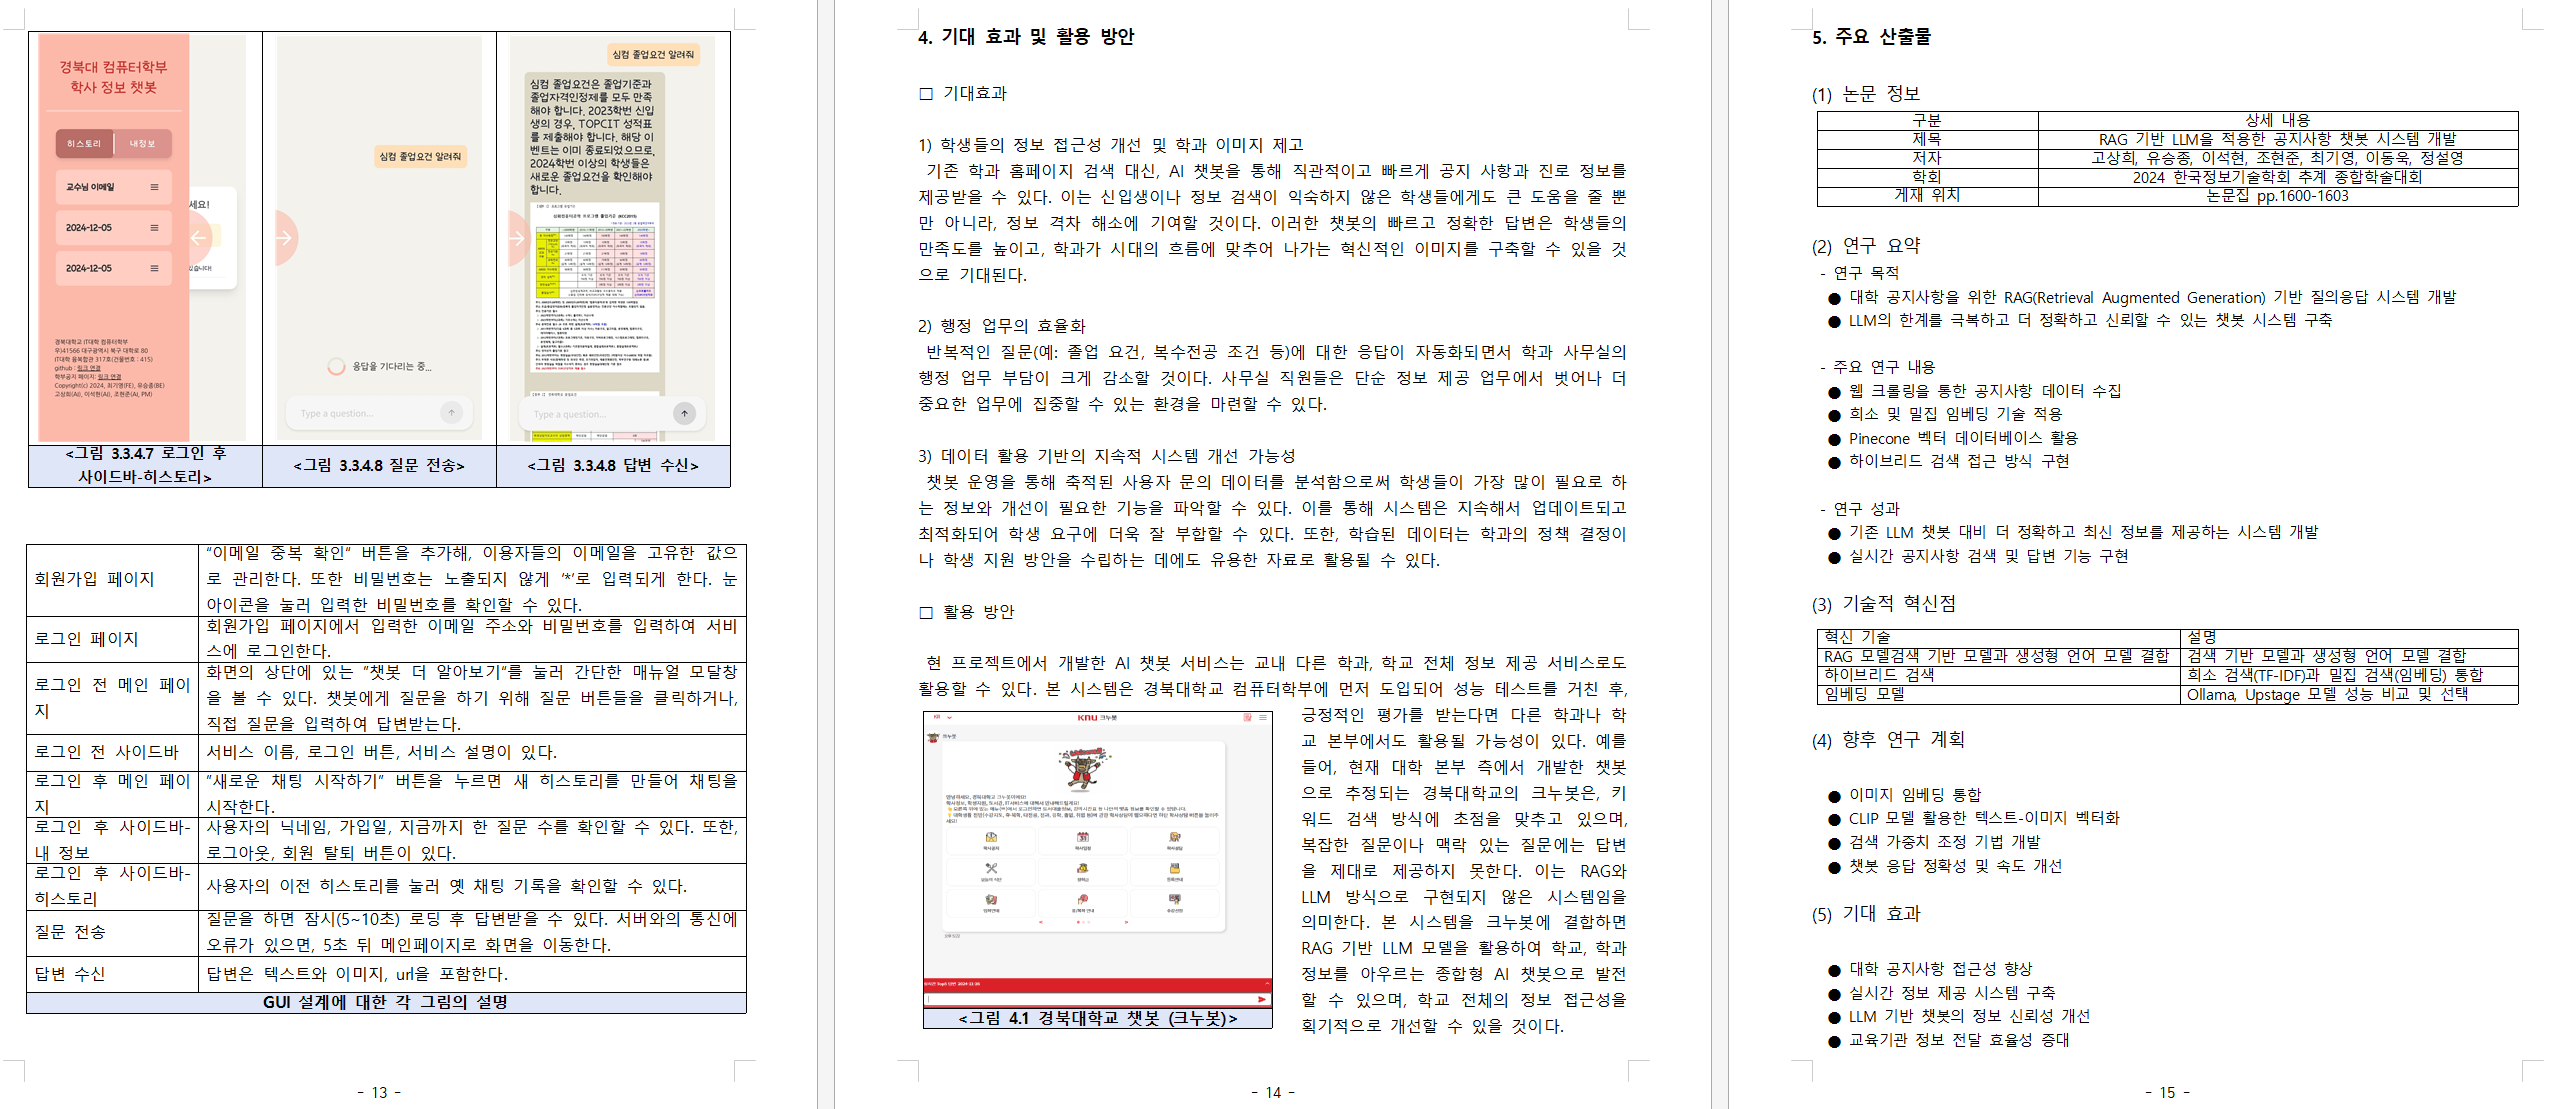 경북대 컴퓨터학부
학사 정보 챗봇
히스토리
내정보
교수님 이메일
2024-12-05
2024-12-05
세요!
있습니다!
경북대학교 IT대학 컴퓨터학부
우)41566 대구광역시 북구 대학로 80
IT대학 융복합관 317호(건물번호 : 415)
github : 링크 연결
학부공지 페이지: 링크 연결
Copyright(c) 2024, 최기영(FE), 유승종(BE)
고상희(AI), 이석현(AI), 조현준(AI, PM)
심컴 졸업요건 알려줘
응답을 기다리는 중...
Type a question...
심컴 졸업요건 알려줘
심컴 졸업요건은 졸업기준과
졸업자격인정제를 모두 만족
해야 합니다. 2023학번 신입
생의 경우, TOPCIT 성적표
를 제출해야 합니다. 해당 이
벤트는 이미 종료되었으므로,
2024학번 이상의 학생들은
새로운 졸업요건을 확인해야
합니다.
Type a question...
<그림 3.3.4.7 로그인 후
사이드바-히스토리>
<그림 3.3.4.8 질문 전송>
<그림 3.3.4.8 답변 수신>
회원가입 페이지
"이메일 중복 확인" 버튼을 추가해, 이용자들의 이메일을 고유한 값으
로 관리한다. 또한 비밀번호는 노출되지 않게 '*'로 입력되게 한다. 눈
아이콘을 눌러 입력한 비밀번호를 확인할 수 있다.
로그인 페이지
회원가입 페이지에서 입력한 이메일 주소와 비밀번호를 입력하여 서비
스에 로그인한다.
로그인 전 메인 페이
지
화면의 상단에 있는 "챗봇 더 알아보기"를 눌러 간단한 매뉴얼 모달창
을 볼 수 있다. 챗봇에게 질문을 하기 위해 질문 버튼들을 클릭하거나,
직접 질문을 입력하여 답변받는다.
로그인 전 사이드바
서비스 이름, 로그인 버튼, 서비스 설명이 있다.
로그인 후 메인 페이
지
"새로운 채팅 시작하기" 버튼을 누르면 새 히스토리를 만들어 채팅을
시작한다.
로그인 후 사이드바-
내 정보
사용자의 닉네임, 가입일, 지금까지 한 질문 수를 확인할 수 있다. 또한,
로그아웃, 회원 탈퇴 버튼이 있다.
로그인 후 사이드바-
히스토리
사용자의 이전 히스토리를 눌러 옛 채팅 기록을 확인할 수 있다.
질문 전송
질문을 하면 잠시(5~10초) 로딩 후 답변받을 수 있다. 서버와의 통신에
오류가 있으면, 5초 뒤 메인페이지로 화면을 이동한다.
답변 수신
답변은 텍스트와 이미지, url을 포함한다.
GUI 설계에 대한 각 그림의 설명
- 13 -
4. 기대 효과 및 활용 방안
□ 기대효과
1) 학생들의 정보 접근성 개선 및 학과 이미지 제고
기존 학과 홈페이지 검색 대신, AI 챗봇을 통해 직관적이고 빠르게 공지 사항과 진로 정보를
제공받을 수 있다. 이는 신입생이나 정보 검색이 익숙하지 않은 학생들에게도 큰 도움을 줄 뿐
만 아니라, 정보 격차 해소에 기여할 것이다. 이러한 챗봇의 빠르고 정확한 답변은 학생들의
만족도를 높이고, 학과가 시대의 흐름에 맞추어 나가는 혁신적인 이미지를 구축할 수 있을 것
으로 기대된다.
2) 행정 업무의 효율화
반복적인 질문(예: 졸업 요건, 복수전공 조건 등)에 대한 응답이 자동화되면서 학과 사무실의
행정 업무 부담이 크게 감소할 것이다. 사무실 직원들은 단순 정보 제공 업무에서 벗어나 더
중요한 업무에 집중할 수 있는 환경을 마련할 수 있다.
3) 데이터 활용 기반의 지속적 시스템 개선 가능성
챗봇 운영을 통해 축적된 사용자 문의 데이터를 분석함으로써 학생들이 가장 많이 필요로 하
는 정보와 개선이 필요한 기능을 파악할 수 있다. 이를 통해 시스템은 지속해서 업데이트되고
최적화되어 학생 요구에 더욱 잘 부합할 수 있다. 또한, 학습된 데이터는 학과의 정책 결정이
나 학생 지원 방안을 수립하는 데에도 유용한 자료로 활용될 수 있다.
□ 활용 방안
현 프로젝트에서 개발한 AI 챗봇 서비스는 교내 다른 학과, 학교 전체 정보 제공 서비스로도
활용할 수 있다. 본 시스템은 경북대학교 컴퓨터학부에 먼저 도입되어 성능 테스트를 거친 후,
긍정적인 평가를 받는다면 다른 학과나 학
교 본부에서도 활용될 가능성이 있다. 예를
들어, 현재 대학 본부 측에서 개발한 챗봇
으로 추정되는 경북대학교의 크누봇은, 키
워드 검색 방식에 초점을 맞추고 있으며,
복잡한 질문이나 맥락 있는 질문에는 답변
을 제대로 제공하지 못한다. 이는 RAG와
LLM 방식으로 구현되지 않은 시스템임을
의미한다. 본 시스템을 크누봇에 결합하면
RAG 기반 LLM 모델을 활용하여 학교, 학과
정보를 아우르는 종합형 AI 챗봇으로 발전
할 수 있으며, 학교 전체의 정보 접근성을
획기적으로 개선할 수 있을 것이다.
KR
KNU 크누봇
크누봇
<그림 4.1 경북대학교 챗봇 (크누봇)>
- 14 -
5. 주요 산출물
(1) 논문 정보
구분
상세 내용
제목
RAG 기반 LLM을 적용한 공지사항 챗봇 시스템 개발
저자
고상희, 유승종, 이석현, 조현준, 최기영, 이동욱, 정설영
학회
2024 한국정보기술학회 추계 종합학술대회
게재 위치
논문집 pp.1600-1603
(2) 연구 요약
- 연구 목적
● 대학 공지사항을 위한 RAG(Retrieval Augmented Generation) 기반 질의응답 시스템 개발
● LLM의 한계를 극복하고 더 정확하고 신뢰할 수 있는 챗봇 시스템 구축
- 주요 연구 내용
● 웹 크롤링을 통한 공지사항 데이터 수집
● 희소 및 밀집 임베딩 기술 적용
● Pinecone 벡터 데이터베이스 활용
● 하이브리드 검색 접근 방식 구현
- 연구 성과
● 기존 LLM 챗봇 대비 더 정확하고 최신 정보를 제공하는 시스템 개발
● 실시간 공지사항 검색 및 답변 기능 구현
(3) 기술적 혁신점
혁신 기술
설명
RAG 모델검색 기반 모델과 생성형 언어 모델 결합
검색 기반 모델과 생성형 언어 모델 결합
하이브리드 검색
희소 검색(TF-IDF)과 밀집 검색(임베딩) 통합
임베딩 모델
Ollama, Upstage 모델 성능 비교 및 선택
(4) 향후 연구 계획
● 이미지 임베딩 통합
● CLIP 모델 활용한 텍스트-이미지 벡터화
● 검색 가중치 조정 기법 개발
● 챗봇 응답 정확성 및 속도 개선
(5) 기대 효과
● 대학 공지사항 접근성 향상
● 실시간 정보 제공 시스템 구축
● LLM 기반 챗봇의 정보 신뢰성 개선
● 교육기관 정보 전달 효율성 증대
- 15 -